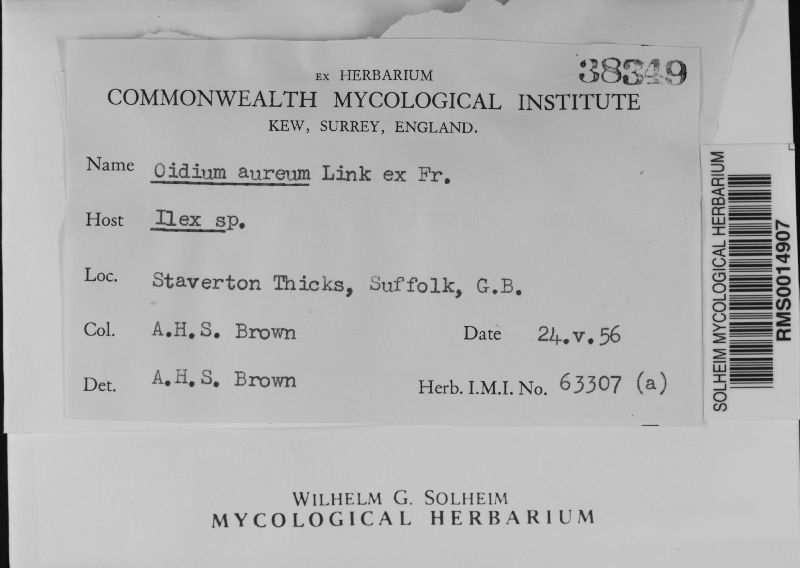 38349
EX HERBARIUM
COMMONWEALTH MYCOLOGICAL INSTITUTE
KEW, SURREY, ENGLAND.
Name Oidium aureum Link ex Fr.
Host Ilex sp.
Loc. Staverton Thicks, Suffolk, G.B.
Col. A.H.S. Brown Date 24.v.56
Det. A.H.S. Brown Herb. I.M.I. No. 63307 (a)
SOLHEIM MYCOLOGICAL HERBARIUM
RMS0014907
WILHELM G. SOLHEIM
MYCOLOGICAL HERBARIUM